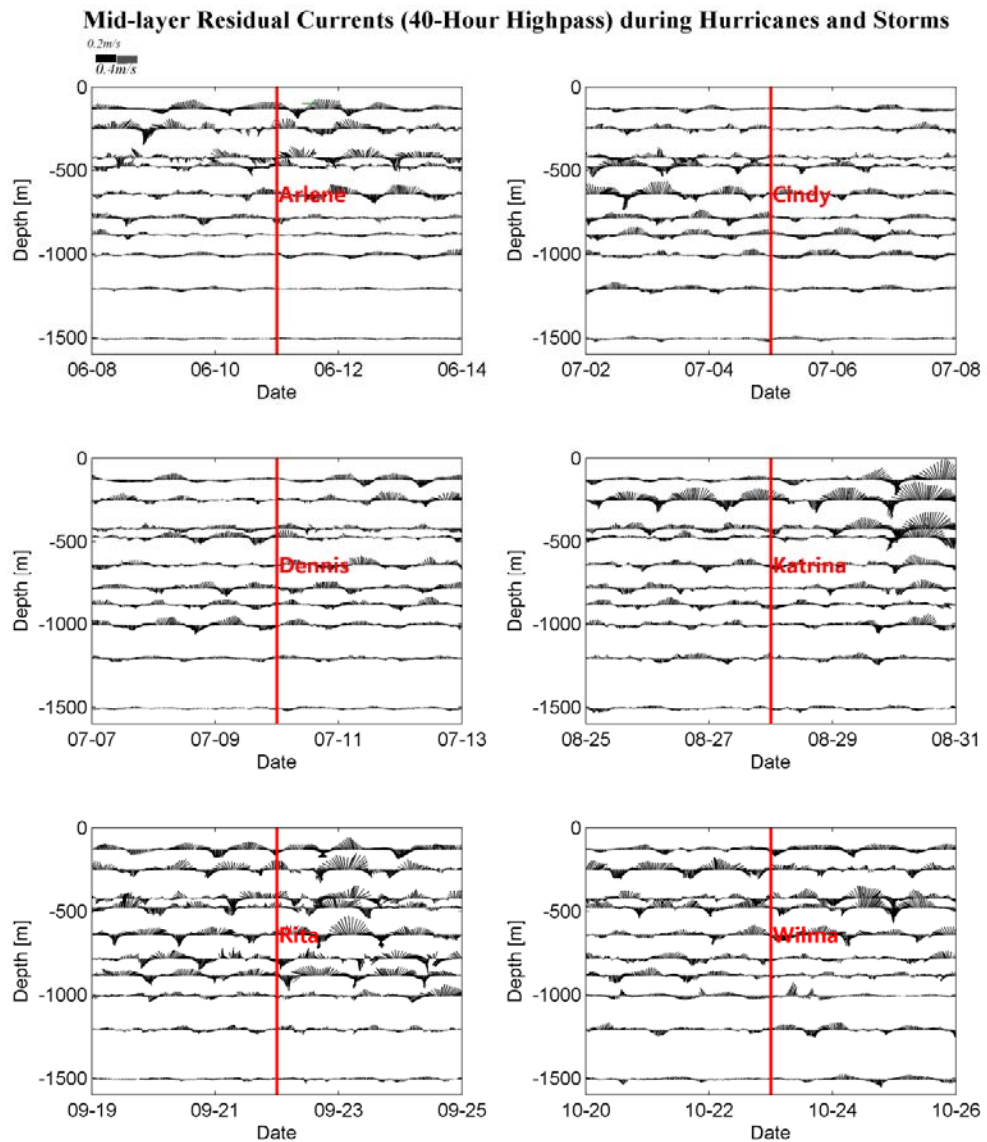 Mid-layer Residual Currents (40-Hour Highpass) during Hurricanes and Storms
0.2m/s
0.4m/s
0
-500
-1000
-1500
Depth [m]
Arlene
06-08 06-10 06-12 06-14
Date
0
-500
-1000
-1500
Depth [m]
Cindy
07-02 07-04 07-06 07-08
Date
0
-500
-1000
-1500
Depth [m]
Dennis
07-07 07-09 07-11 07-13
Date
0
-500
-1000
-1500
Depth [m]
Katrina
08-25 08-27 08-29 08-31
Date
0
-500
-1000
-1500
Depth [m]
Rita
09-19 09-21 09-23 09-25
Date
0
-500
-1000
-1500
Depth [m]
Wilma
10-20 10-22 10-24 10-26
Date